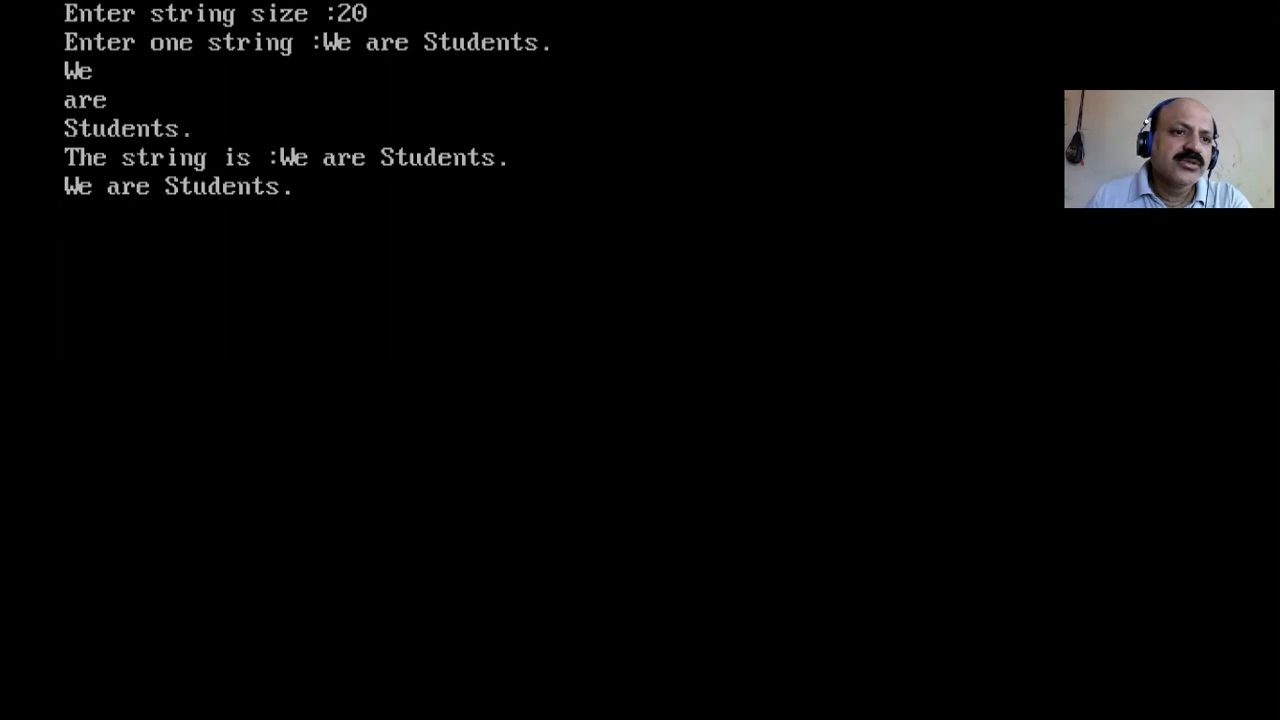 Enter string size :20
Enter one string :We are Students.
We
are
Students.
The string is :We are Students.
We are Students.